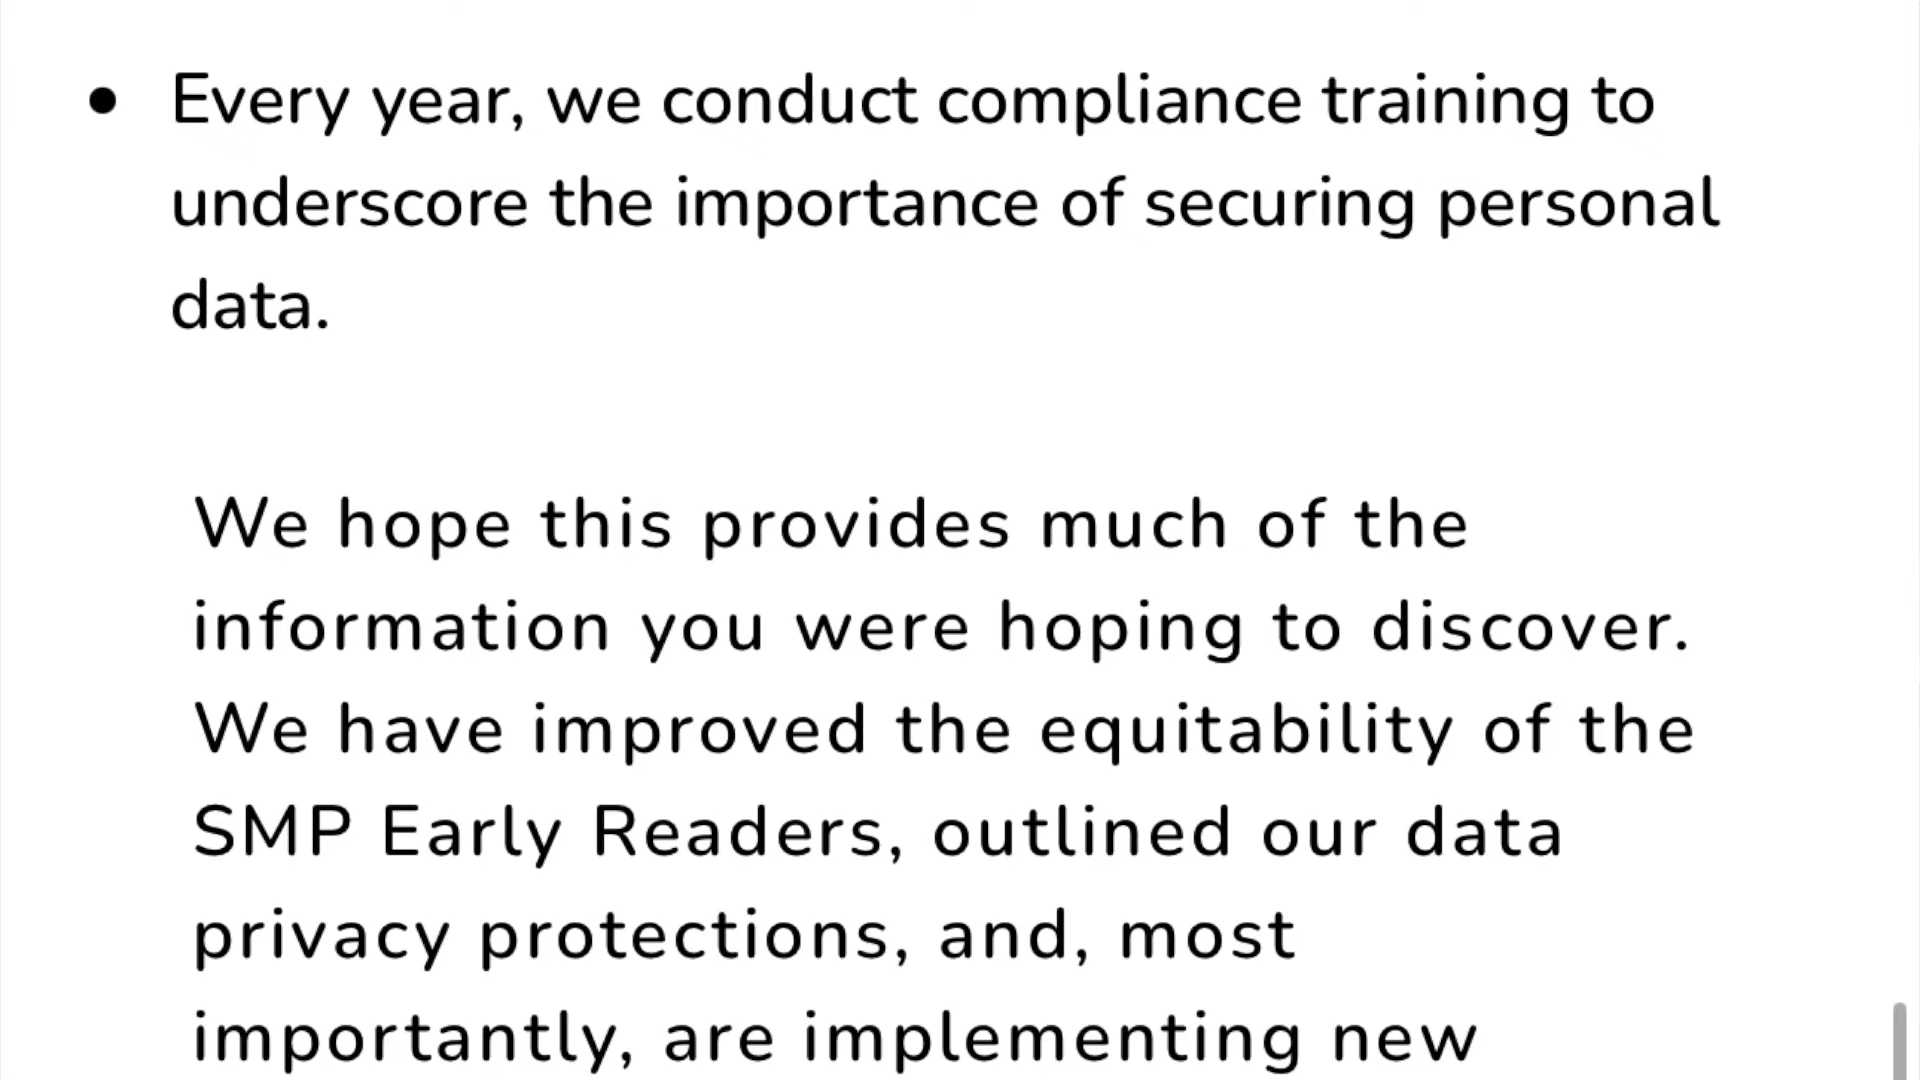 • Every year, we conduct compliance training to
underscore the importance of securing personal
data.
We hope this provides much of the
information you were hoping to discover.
We have improved the equitability of the
SMP Early Readers, outlined our data
privacy protections, and, most
importantly, are implementing new